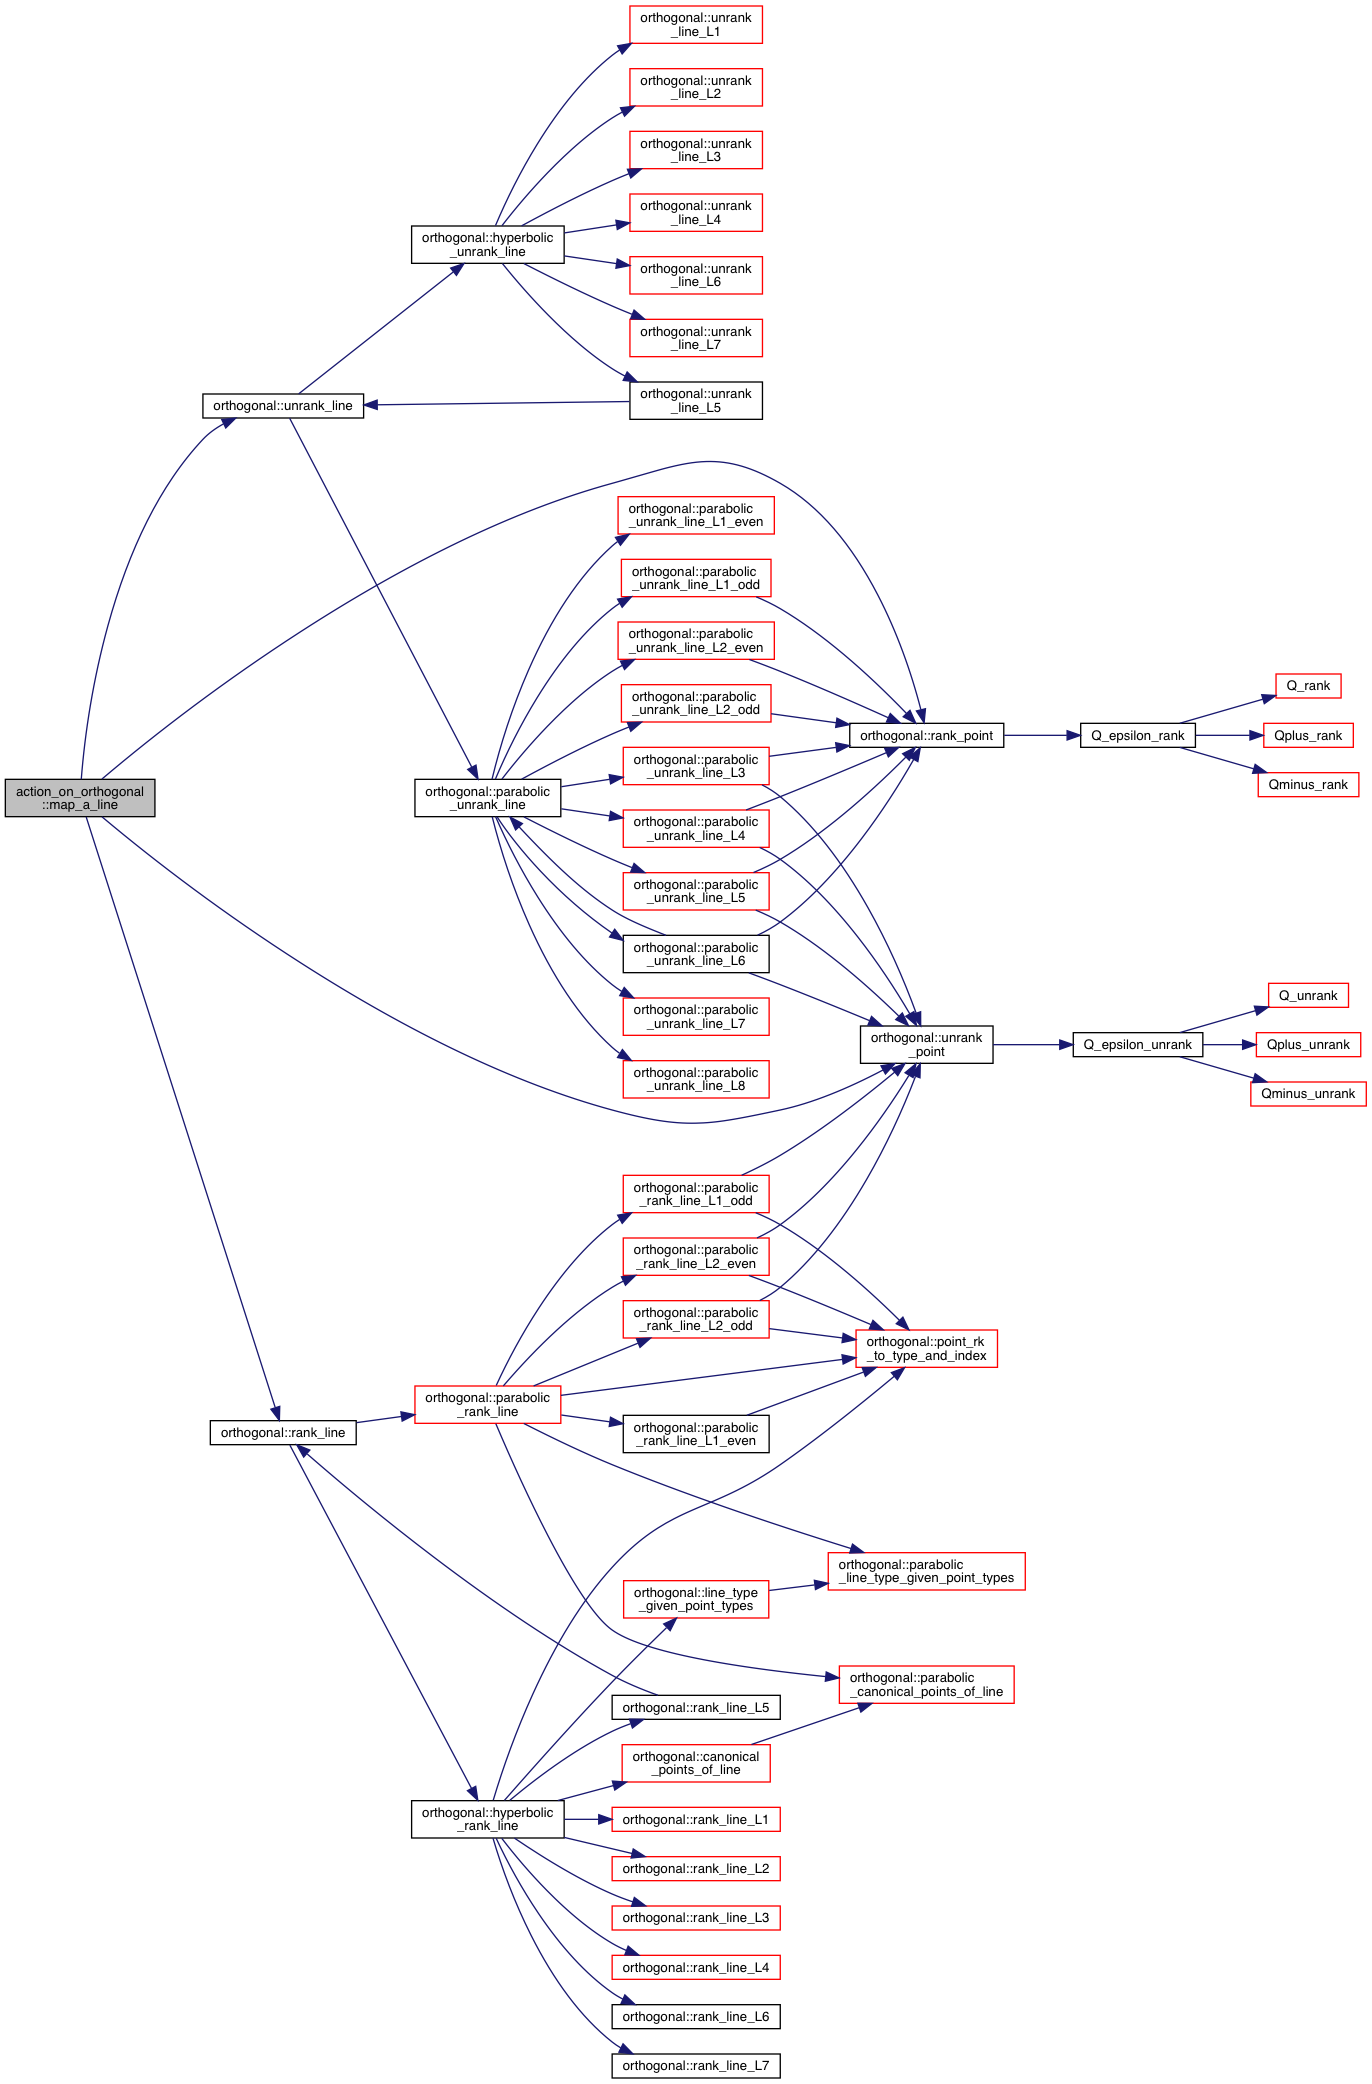 orthogonal::unrank
_line_L1
orthogonal::unrank
_line_L2
orthogonal::unrank
_line_L3
orthogonal::unrank
_line_L4
orthogonal::hyperbolic
_unrank_line
orthogonal::unrank
_line_L6
orthogonal::unrank
_line_L7
orthogonal::unrank
_line_L5
orthogonal::unrank_line
orthogonal::parabolic
_unrank_line_L1_even
orthogonal::parabolic
_unrank_line_L1_odd
orthogonal::parabolic
_unrank_line_L2_even
orthogonal::parabolic
_unrank_line_L2_odd
orthogonal::rank_point
Q_epsilon_rank
Q_rank
Qplus_rank
Qminus_rank
orthogonal::parabolic
_unrank_line_L3
action_on_orthogonal
::map_a_line
orthogonal::parabolic
_unrank_line
orthogonal::parabolic
_unrank_line_L4
orthogonal::parabolic
_unrank_line_L5
orthogonal::parabolic
_unrank_line_L6
orthogonal::parabolic
_unrank_line_L7
orthogonal::parabolic
_unrank_line_L8
orthogonal::unrank
_point
Q_epsilon_unrank
Q_unrank
Qplus_unrank
Qminus_unrank
orthogonal::parabolic
_rank_line_L1_odd
orthogonal::parabolic
_rank_line_L2_even
orthogonal::parabolic
_rank_line_L2_odd
orthogonal::point_rk
_to_type_and_index
orthogonal::parabolic
_rank_line
orthogonal::rank_line
orthogonal::parabolic
_rank_line_L1_even
orthogonal::parabolic
_line_type_given_point_types
orthogonal::line_type
_given_point_types
orthogonal::parabolic
_canonical_points_of_line
orthogonal::rank_line_L5
orthogonal::canonical
_points_of_line
orthogonal::hyperbolic
_rank_line
orthogonal::rank_line_L1
orthogonal::rank_line_L2
orthogonal::rank_line_L3
orthogonal::rank_line_L4
orthogonal::rank_line_L6
orthogonal::rank_line_L7